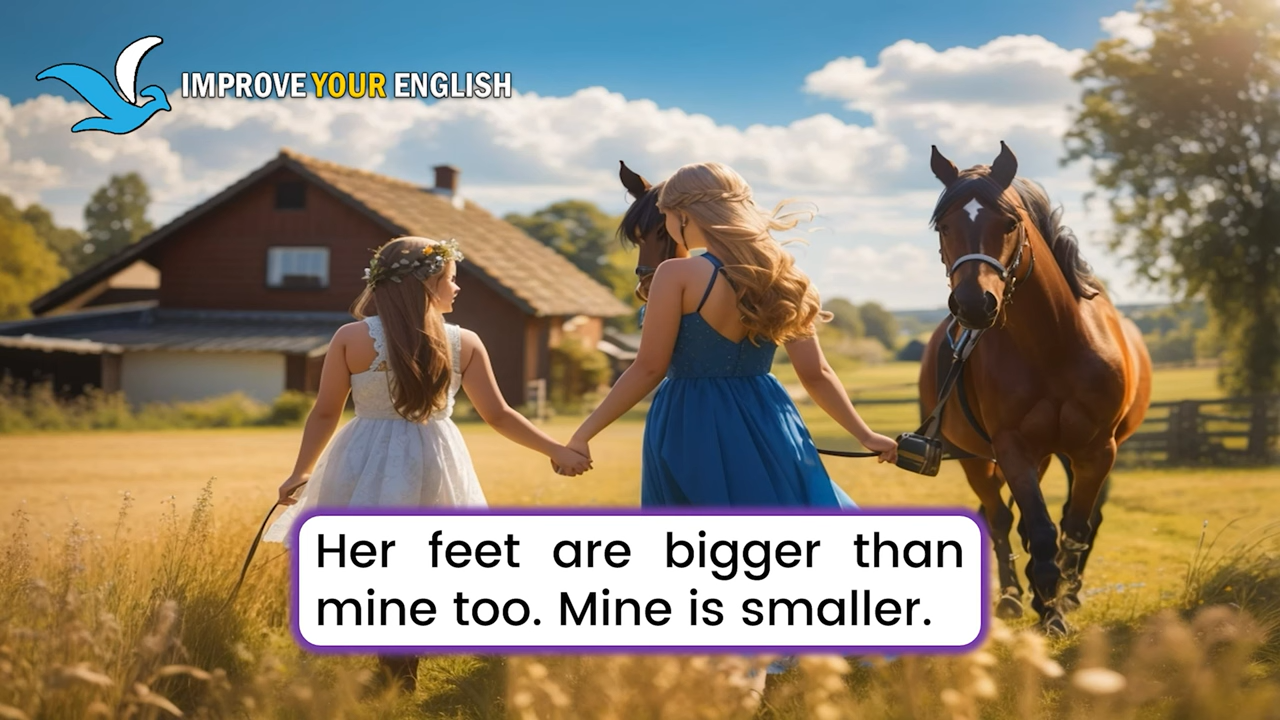 IMPROVE YOUR ENGLISH
Her feet are bigger than
mine too. Mine is smaller.